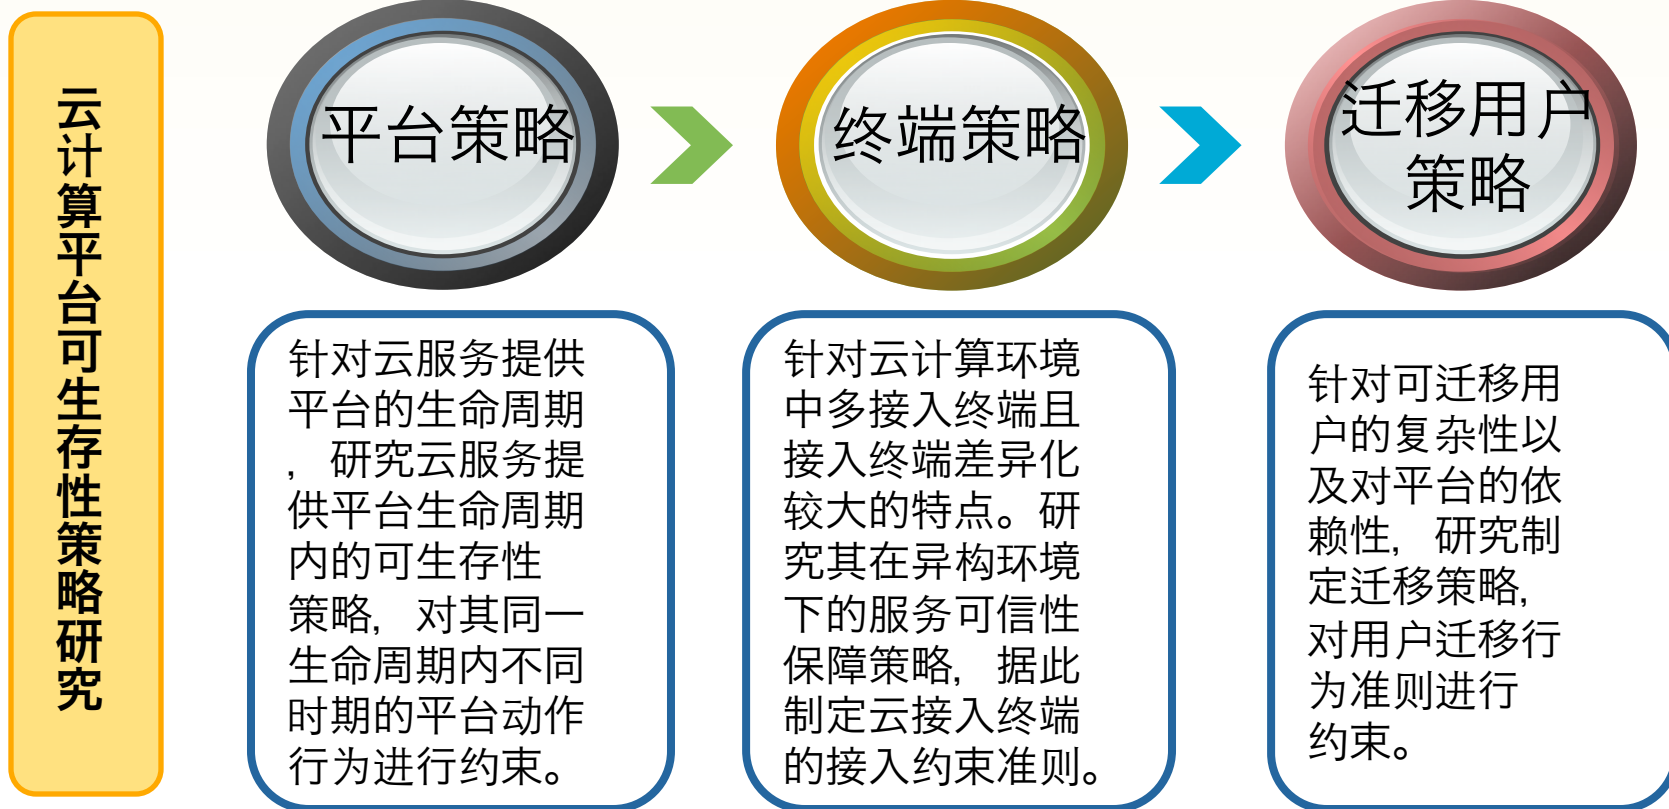 云计算平台可生存性策略研究
平台策略
终端策略
迁移用户
策略
针对云服务提供
平台的生命周期
，研究云服务提
供平台生命周期
内的可生存性
策略，对其同一
生命周期内不同
时期的平台动作
行为进行约束。
针对云计算环境
中多接入终端且
接入终端差异化
较大的特点。研
究其在异构环境
下的服务可信性
保障策略，据此
制定云接入终端
的接入约束准则。
针对可迁移用
户的复杂性以
及对平台的依
赖性，研究制
定迁移策略，
对用户迁移行
为准则进行
约束。